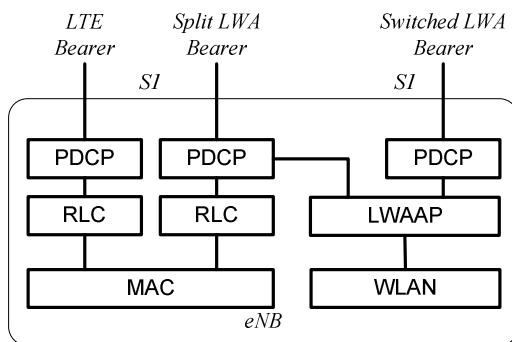 LTE Split LWA Switched LWA
Bearer Bearer Bearer
S1 S1
PDCP PDCP PDCP
RLC RLC LWAAP
MAC WLAN
eNB